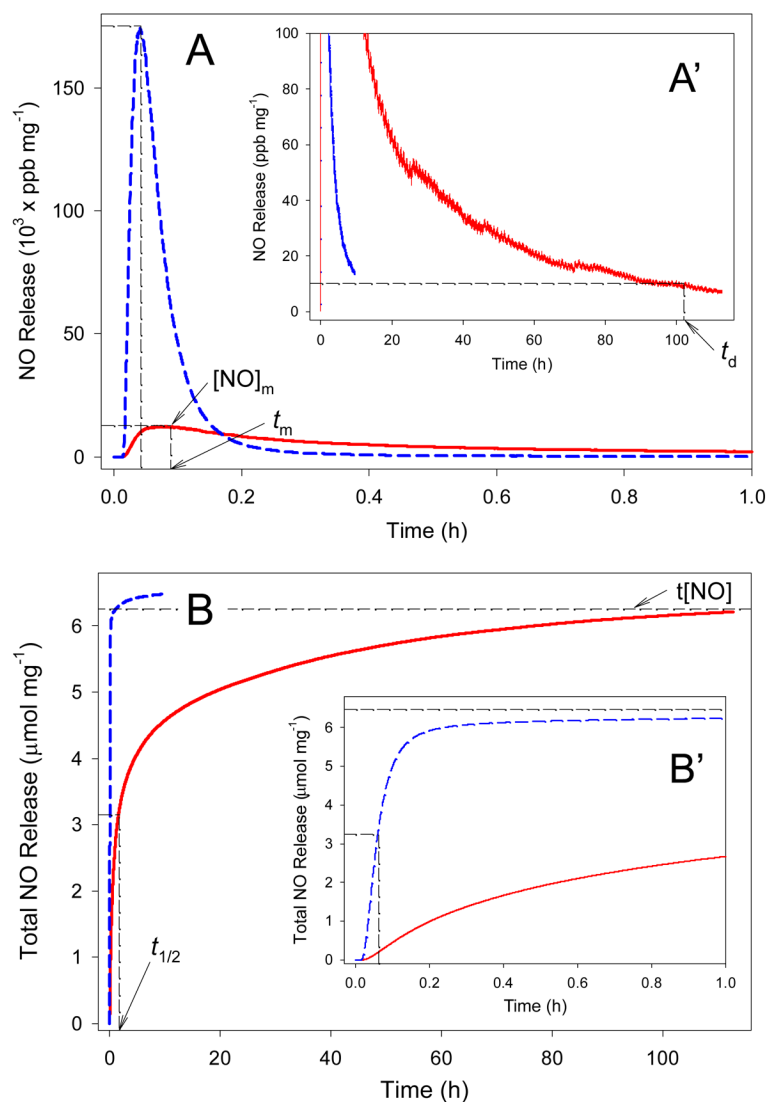 A
NO Release (10³ x ppb mg⁻¹)
150
100
50
0
0.0 0.2 0.4 0.6 0.8 1.0
Time (h)
[NO]m
tm
A’
NO Release (ppb mg⁻¹)
100
80
60
40
20
0
0 20 40 60 80 100
Time (h)
td
B
t[NO]
Total NO Release (μmol mg⁻¹)
6
5
4
3
2
1
0
0 20 40 60 80 100
Time (h)
t1/2
B’
Total NO Release (μmol mg⁻¹)
6
5
4
3
2
1
0
0.0 0.2 0.4 0.6 0.8 1.0
Time (h)